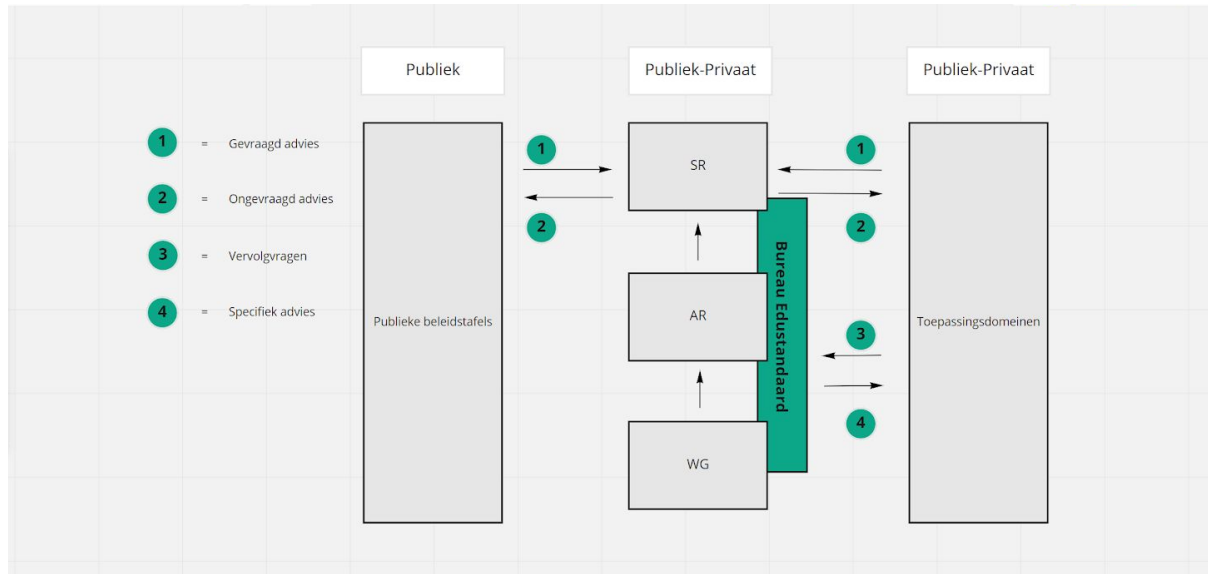 Publiek
Publiek-Privaat
Publiek-Privaat
1 = Gevraagd advies
2 = Ongevraagd advies
3 = Vervolgvragen
4 = Specifiek advies
Publieke beleidstafels
1
2
SR
AR
WG
Bureau Edustandaard
1
2
3
4
Toepassingsdomeinen